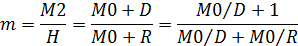 m = M2/H = (M0 + D)/(M0 + R) = (M0/D + 1)/(M0/D + M0/R)